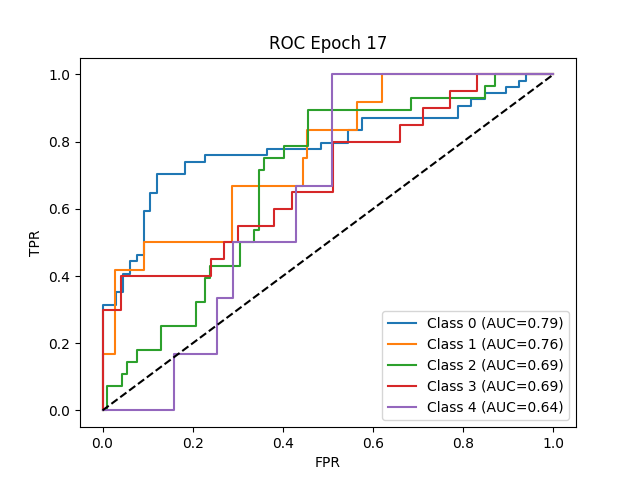 ROC Epoch 17
TPR
1.0
0.8
0.6
0.4
0.2
0.0
Class 0 (AUC=0.79)
Class 1 (AUC=0.76)
Class 2 (AUC=0.69)
Class 3 (AUC=0.69)
Class 4 (AUC=0.64)
0.0 0.2 0.4 0.6 0.8 1.0
FPR